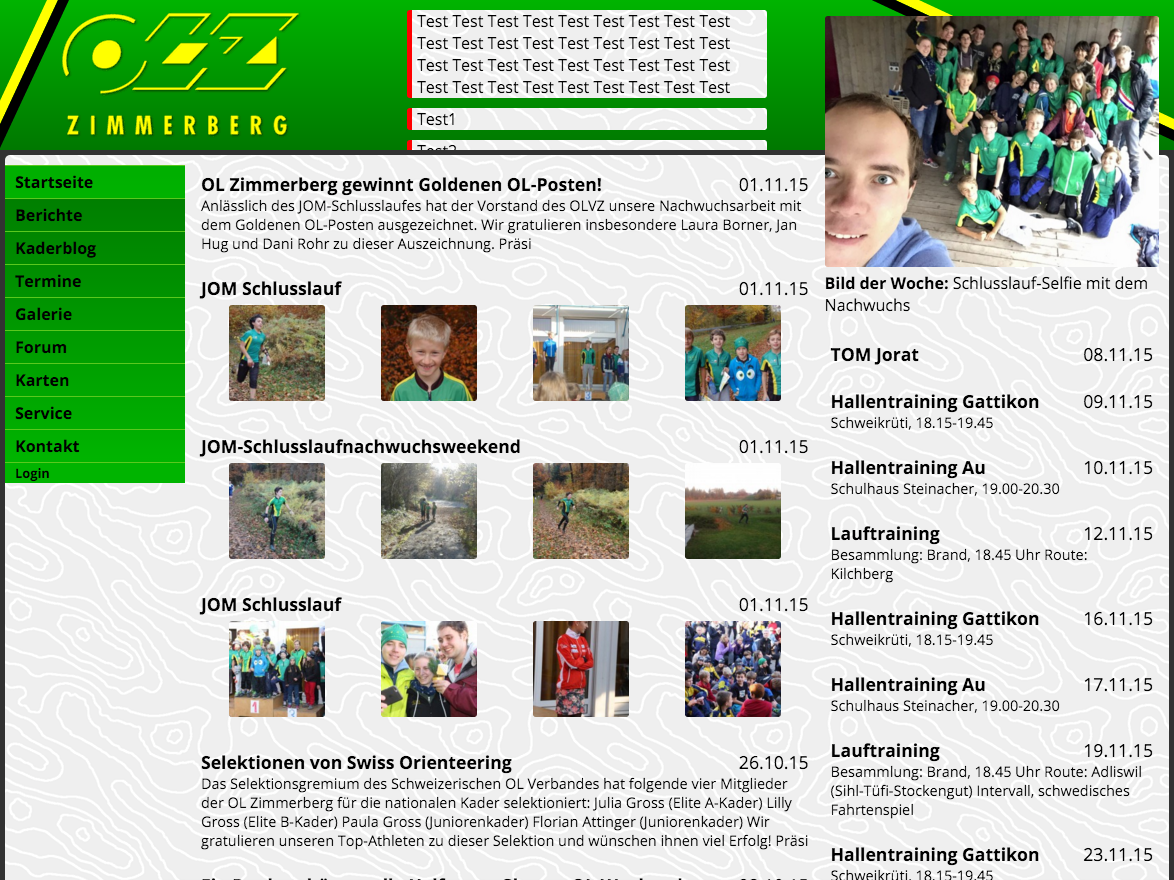 ZIMMERBERG
Test Test Test Test Test Test Test Test Test
Test Test Test Test Test Test Test Test Test
Test Test Test Test Test Test Test Test Test
Test Test Test Test Test Test Test Test Test
Test1
Test2
Startseite
Berichte
Kaderblog
Termine
Galerie
Forum
Karten
Service
Kontakt
Login
OL Zimmerberg gewinnt Goldenen OL-Posten! 01.11.15
Anlässlich des JOM-Schlusslaufes hat der Vorstand des OLVZ unsere Nachwuchsarbeit mit
dem Goldenen OL-Posten ausgezeichnet. Wir gratulieren insbesondere Laura Borner, Jan
Hug und Dani Rohr zu dieser Auszeichnung. Präsi
JOM Schlusslauf 01.11.15
JOM-Schlusslaufnachwuchsweekend 01.11.15
JOM Schlusslauf 01.11.15
1
Selektionen von Swiss Orienteering 26.10.15
Das Selektionsgremium des Schweizerischen OL Verbandes hat folgende vier Mitglieder
der OL Zimmerberg für die nationalen Kader selektioniert: Julia Gross (Elite A-Kader) Lilly
Gross (Elite B-Kader) Paula Gross (Juniorenkader) Florian Attinger (Juniorenkader) Wir
gratulieren unseren Top-Athleten zu dieser Selektion und wünschen ihnen viel Erfolg! Präsi
Bild der Woche: Schlusslauf-Selfie mit dem
Nachwuchs
TOM Jorat 08.11.15
Hallentraining Gattikon 09.11.15
Schweikrüti, 18.15-19.45
Hallentraining Au 10.11.15
Schulhaus Steinacher, 19.00-20.30
Lauftraining 12.11.15
Besammlung: Brand, 18.45 Uhr Route:
Kilchberg
Hallentraining Gattikon 16.11.15
Schweikrüti, 18.15-19.45
Hallentraining Au 17.11.15
Schulhaus Steinacher, 19.00-20.30
Lauftraining 19.11.15
Besammlung: Brand, 18.45 Uhr Route: Adliswil
(Sihl-Tüfi-Stockengut) Intervall, schwedisches
Fahrtenspiel
Hallentraining Gattikon 23.11.15
Schweikrüti, 18.15-19.45